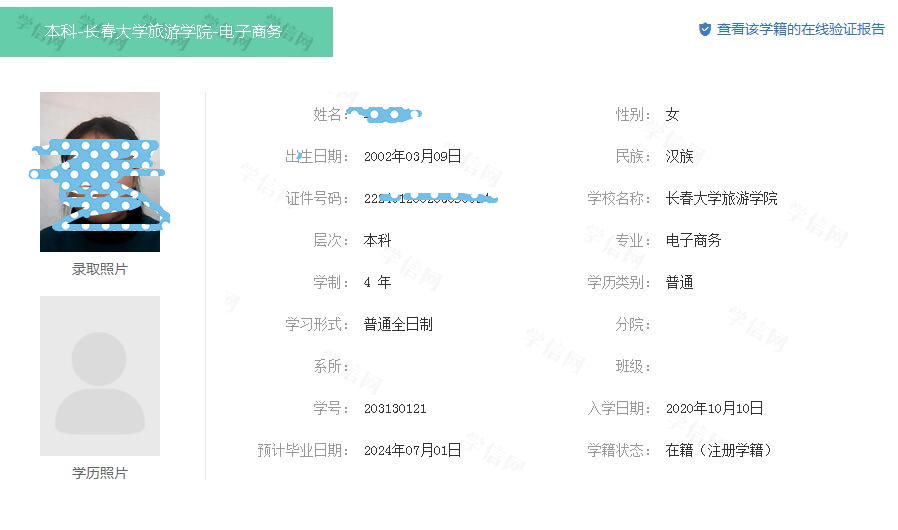 本科-长春大学旅游学院-电子商务
查看该学籍的在线验证报告
姓名：
性别： 女
出生日期： 2002年03月09日
民族： 汉族
证件号码：
学校名称： 长春大学旅游学院
层次： 本科
专业： 电子商务
录取照片
学制： 4 年
学历类别： 普通
学习形式： 普通全日制
分院：
系所：
班级：
学号： 203130121
入学日期： 2020年10月10日
预计毕业日期： 2024年07月01日
学籍状态： 在籍（注册学籍）
学历照片
学信网